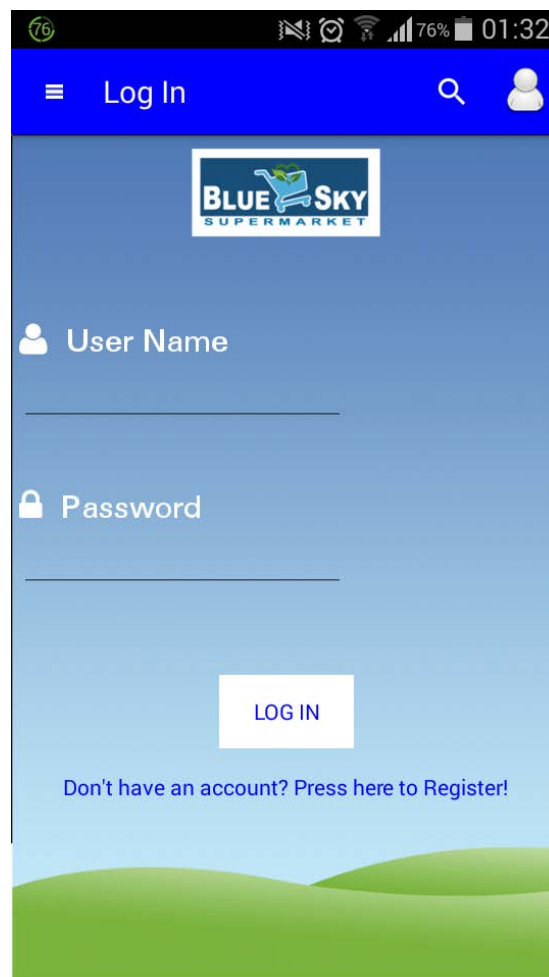 76
76% 01:32
Log In
BLUE SKY
SUPERMARKET
User Name
Password
LOG IN
Don't have an account? Press here to Register!